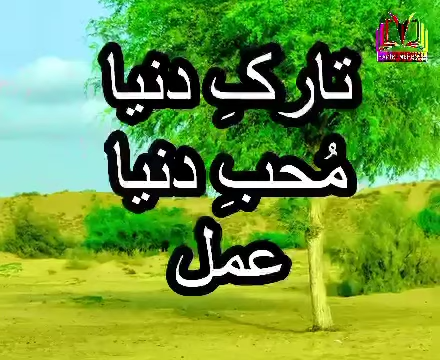 تارکِ دنیا
مُحبِ دنیا
عمل